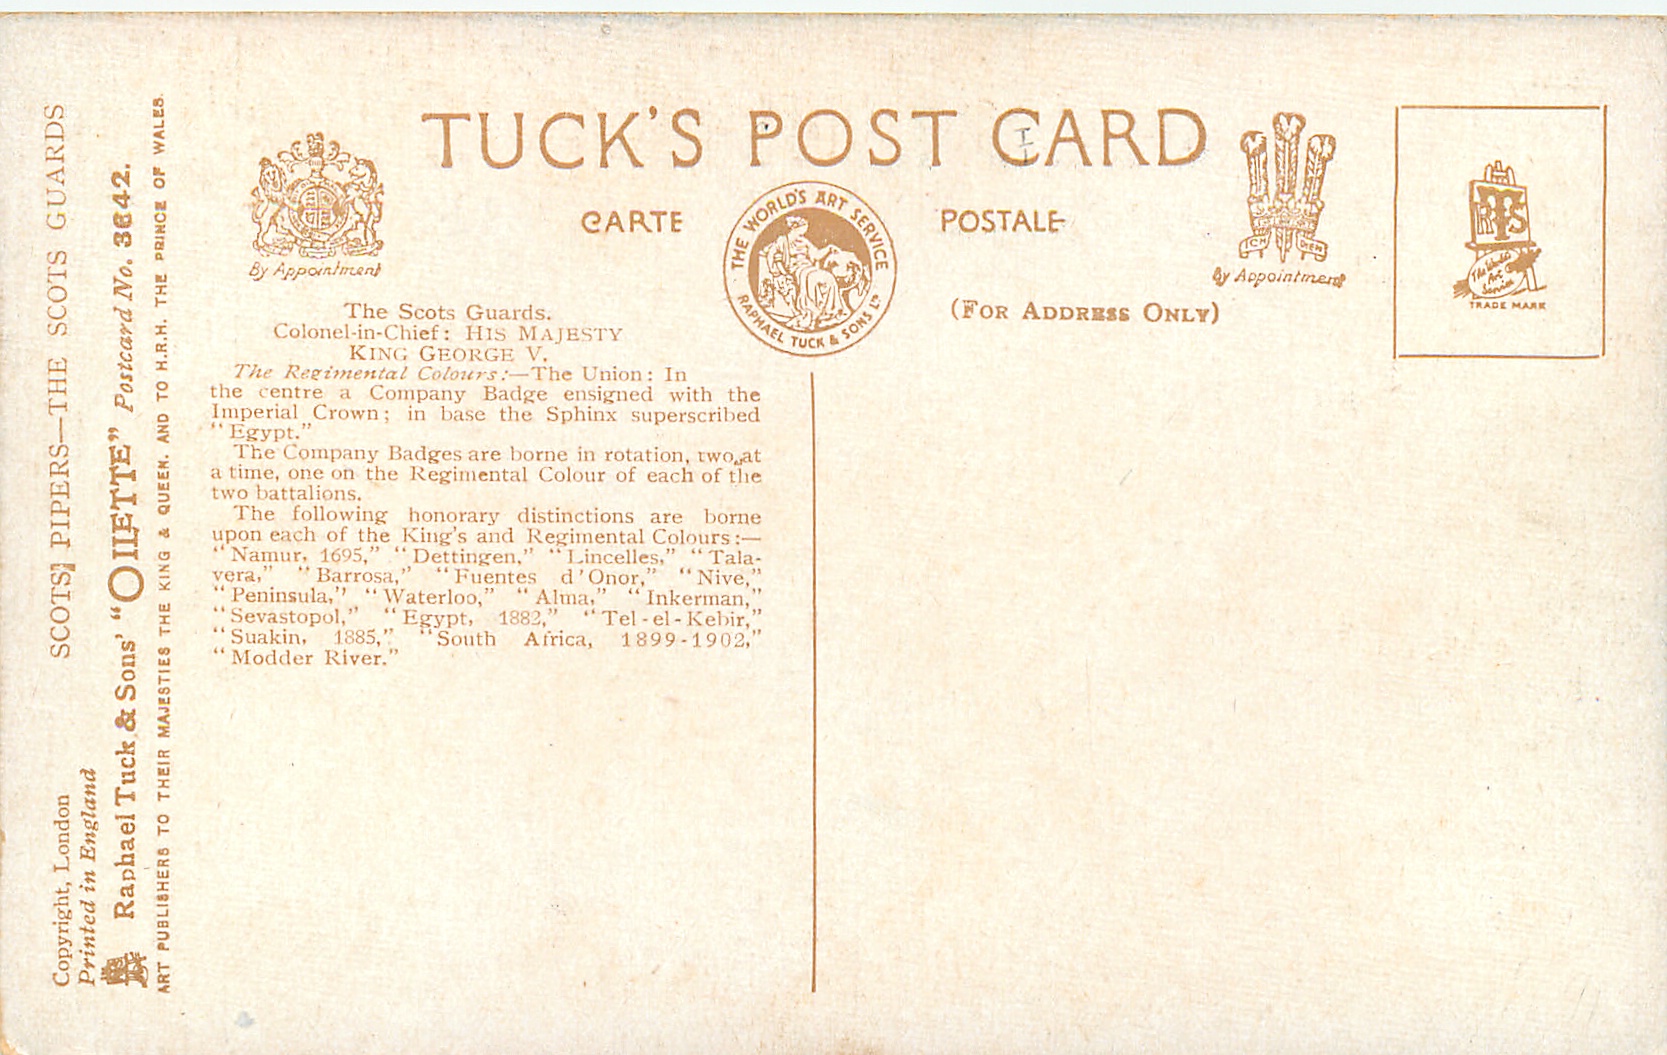 TUCK'S POST CARD
CARTE POSTALE
By Appointment
THE WORLD'S ART SERVICE
RAPHAEL TUCK & SONS LTD
By Appointment
ICH DIEN
(FOR ADDRESS ONLY)
RTS
The World's
Art
Service
TRADE MARK
The Scots Guards.
Colonel-in-Chief: HIS MAJESTY
KING GEORGE V.
The Regimental Colours:—The Union: In
the centre a Company Badge ensigned with the
Imperial Crown; in base the Sphinx superscribed
"Egypt."
The Company Badges are borne in rotation, two at
a time, one on the Regimental Colour of each of the
two battalions.
The following honorary distinctions are borne
upon each of the King's and Regimental Colours:—
"Namur, 1695," "Dettingen," "Lincelles," "Tala-
vera," "Barrosa," "Fuentes d'Onor," "Nive,"
"Peninsula," "Waterloo," "Alma," "Inkerman,"
"Sevastopol," "Egypt, 1882," "Tel-el-Kebir,"
"Suakin, 1885," "South Africa, 1899-1902,"
"Modder River."
SCOTS] PIPERS—THE SCOTS GUARDS
Copyright, London
Printed in England
Raphael Tuck & Sons' "OILETTE" Postcard No. 3642.
ART PUBLISHERS TO THEIR MAJESTIES THE KING & QUEEN, AND TO H.R.H. THE PRINCE OF WALES.